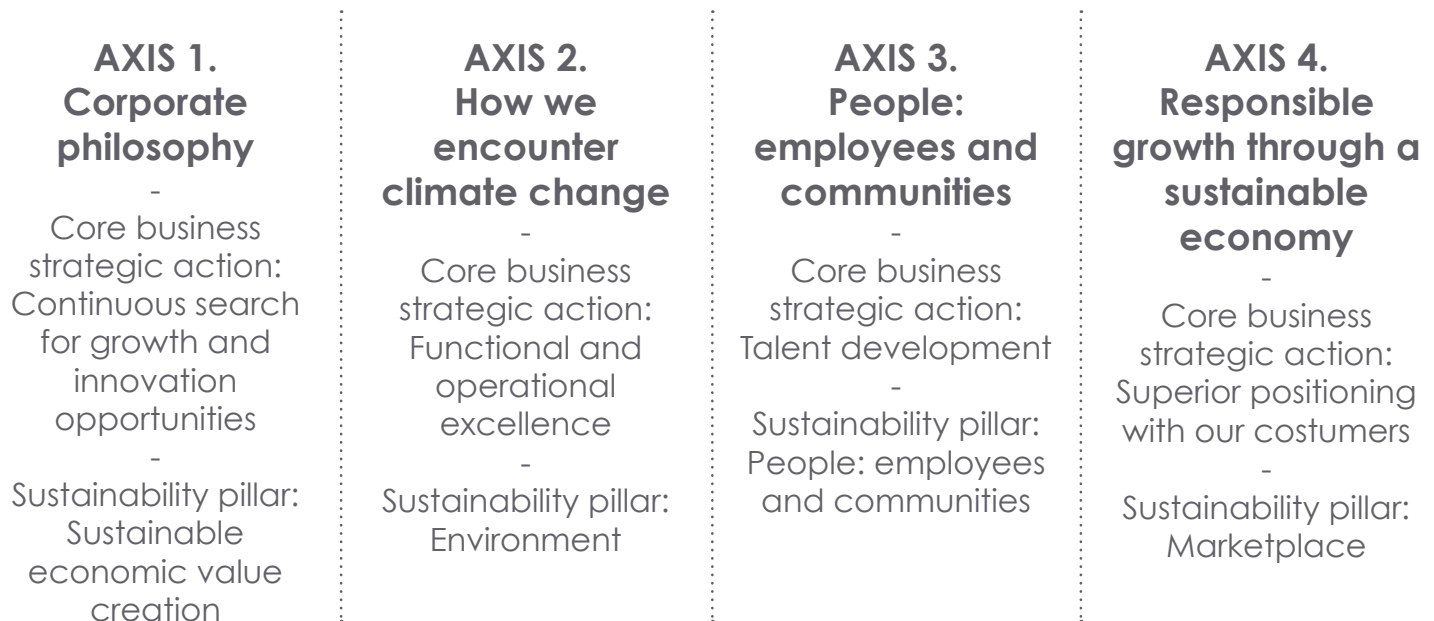 AXIS 1.
Corporate
philosophy
-
Core business
strategic action:
Continuous search
for growth and
innovation
opportunities
-
Sustainability pillar:
Sustainable
economic value
creation
AXIS 2.
How we
encounter
climate change
-
Core business
strategic action:
Functional and
operational
excellence
-
Sustainability pillar:
Environment
AXIS 3.
People:
employees and
communities
-
Core business
strategic action:
Talent development
-
Sustainability pillar:
People: employees
and communities
AXIS 4.
Responsible
growth through a
sustainable
economy
-
Core business
strategic action:
Superior positioning
with our costumers
-
Sustainability pillar:
Marketplace